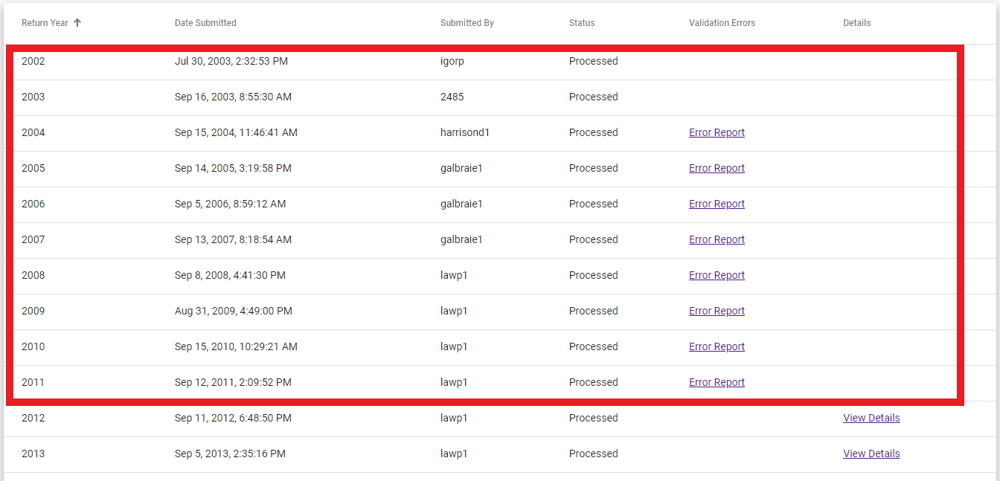 Return Year Date Submitted Submitted By Status Validation Errors Details
2002 Jul 30, 2003, 2:32:53 PM igorp Processed
2003 Sep 16, 2003, 8:55:30 AM 2485 Processed
2004 Sep 15, 2004, 11:46:41 AM harrisond1 Processed Error Report
2005 Sep 14, 2005, 3:19:58 PM galbraie1 Processed Error Report
2006 Sep 5, 2006, 8:59:12 AM galbraie1 Processed Error Report
2007 Sep 13, 2007, 8:18:54 AM galbraie1 Processed Error Report
2008 Sep 8, 2008, 4:41:30 PM lawp1 Processed Error Report
2009 Aug 31, 2009, 4:49:00 PM lawp1 Processed Error Report
2010 Sep 15, 2010, 10:29:21 AM lawp1 Processed Error Report
2011 Sep 12, 2011, 2:09:52 PM lawp1 Processed Error Report
2012 Sep 11, 2012, 6:48:50 PM lawp1 Processed View Details
2013 Sep 5, 2013, 2:35:16 PM lawp1 Processed View Details